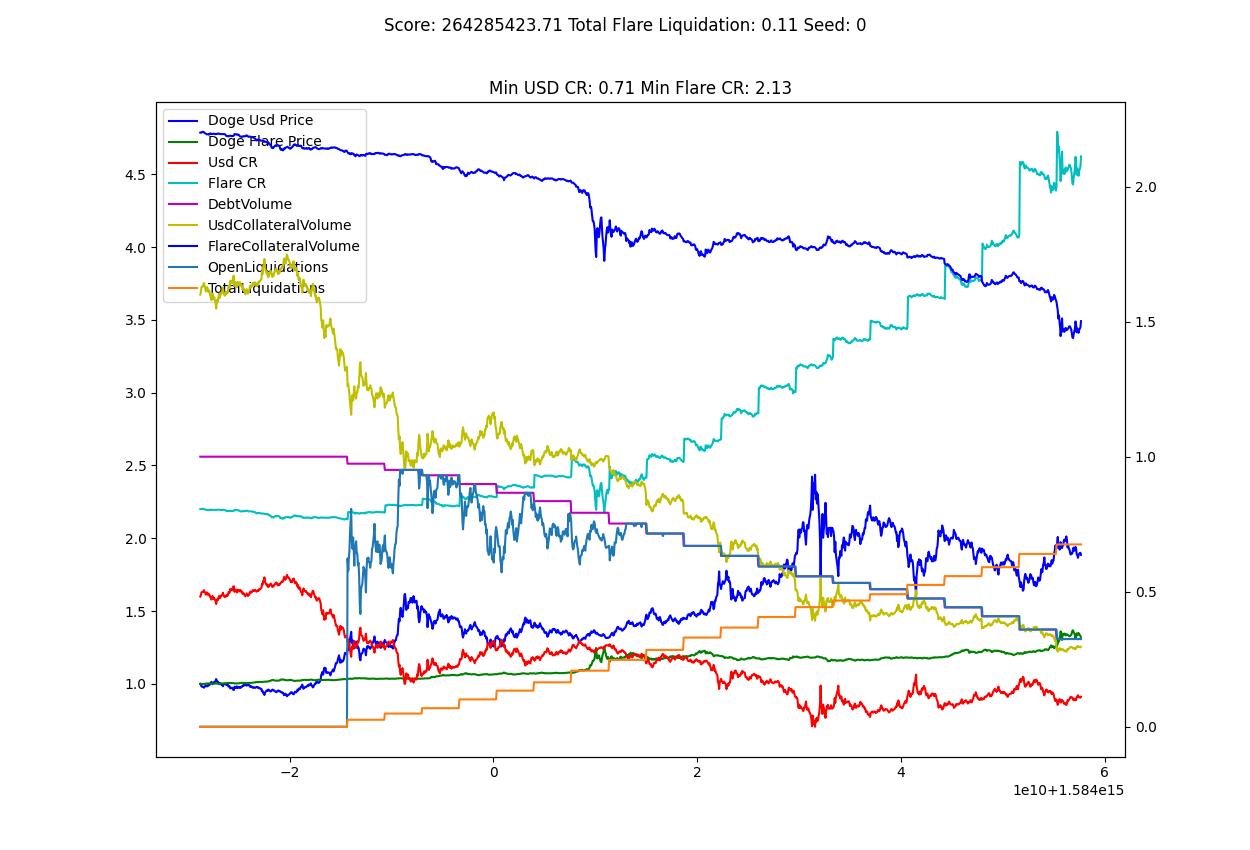 Score: 264285423.71 Total Flare Liquidation: 0.11 Seed: 0
Min USD CR: 0.71 Min Flare CR: 2.13
Doge Usd Price
Doge Flare Price
Usd CR
Flare CR
DebtVolume
UsdCollateralVolume
FlareCollateralVolume
OpenLiquidations
TotalLiquidations
4.5
4.0
3.5
3.0
2.5
2.0
1.5
1.0
2.0
1.5
1.0
0.5
0.0
−2
0
2
4
6
1e10+1.584e15